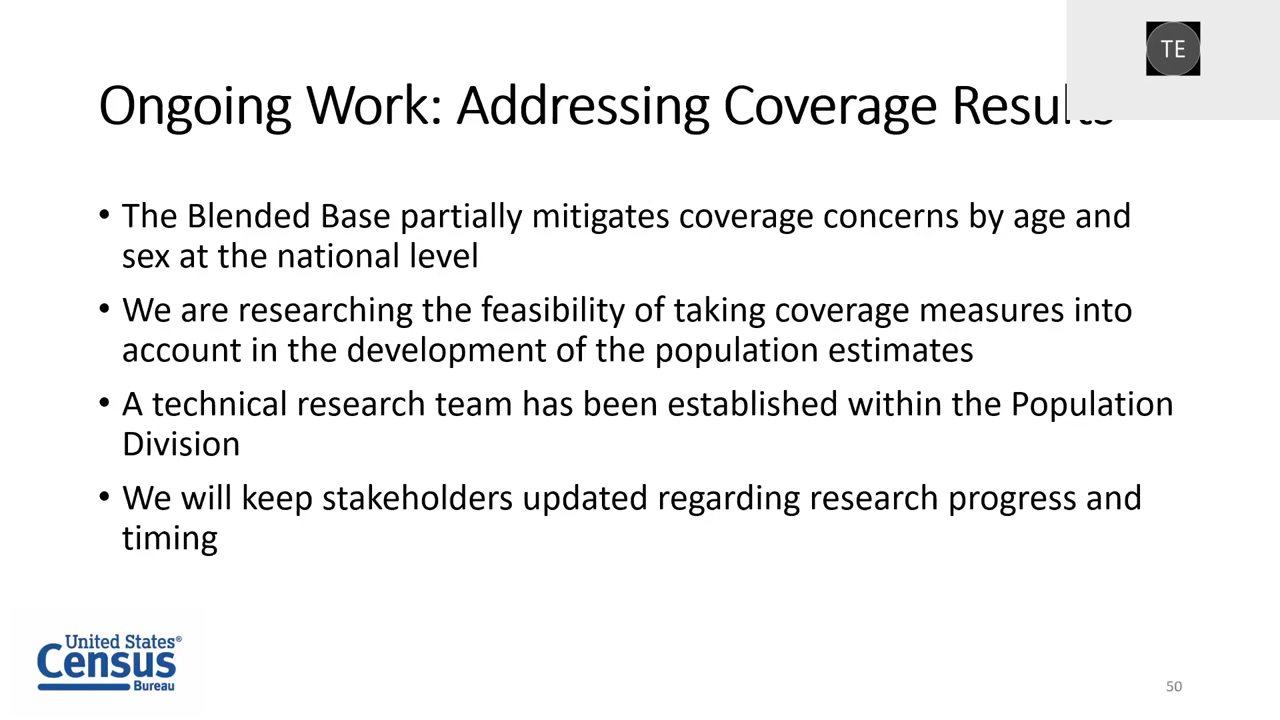 TE
Ongoing Work: Addressing Coverage Results
• The Blended Base partially mitigates coverage concerns by age and
sex at the national level
• We are researching the feasibility of taking coverage measures into
account in the development of the population estimates
• A technical research team has been established within the Population
Division
• We will keep stakeholders updated regarding research progress and
timing
United States®
Census
Bureau
50